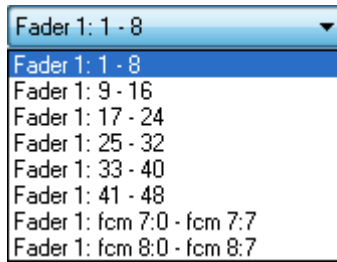 Fader 1: 1 - 8
Fader 1: 1 - 8
Fader 1: 9 - 16
Fader 1: 17 - 24
Fader 1: 25 - 32
Fader 1: 33 - 40
Fader 1: 41 - 48
Fader 1: fcm 7:0 - fcm 7:7
Fader 1: fcm 8:0 - fcm 8:7